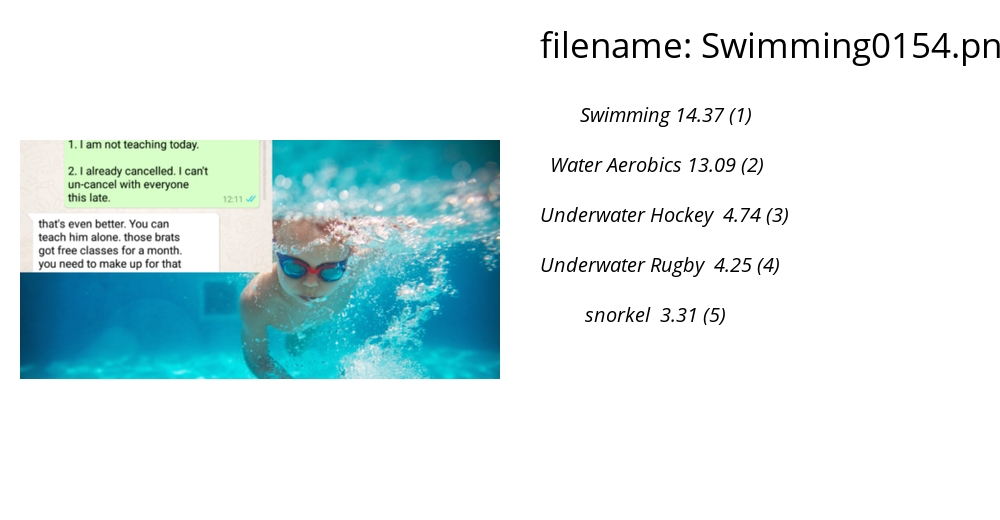 filename: Swimming0154.pn
Swimming 14.37 (1)
Water Aerobics 13.09 (2)
Underwater Hockey 4.74 (3)
Underwater Rugby 4.25 (4)
snorkel 3.31 (5)
1. I am not teaching today.
2. I already cancelled. I can't
un-cancel with everyone
this late.
12:11
that's even better. You can
teach him alone. those brats
got free classes for a month.
you need to make up for that